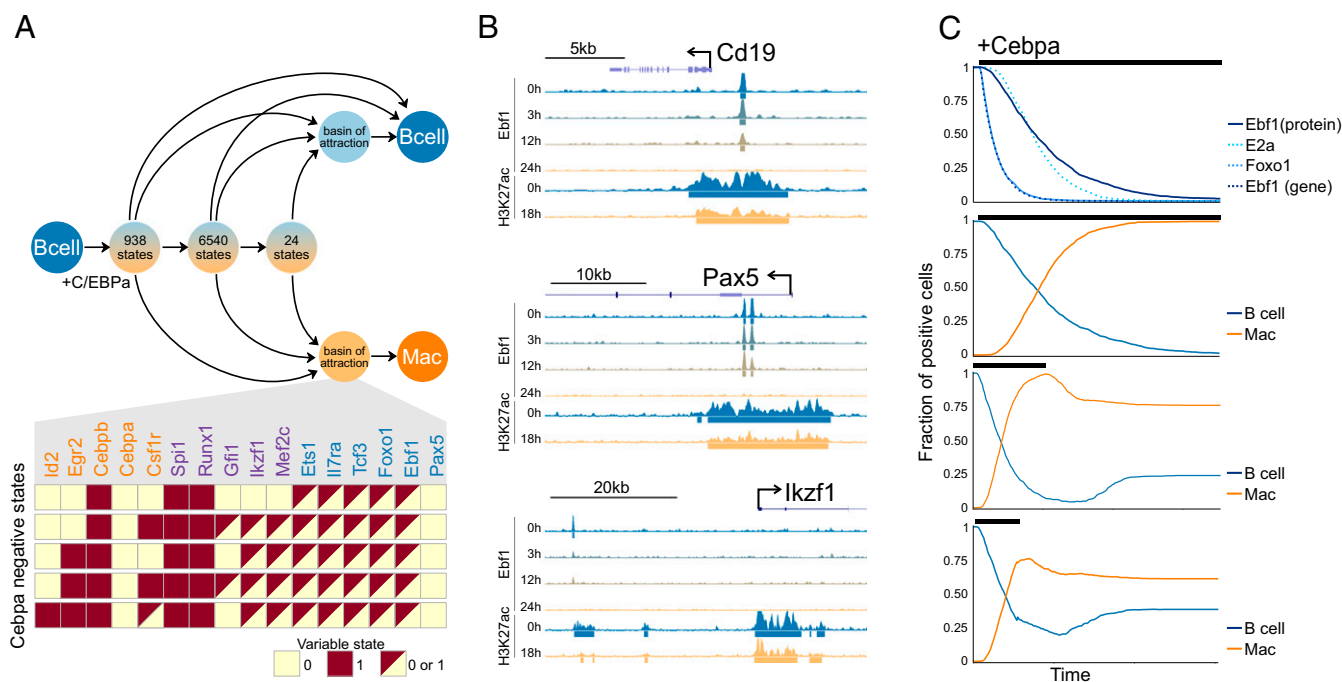 A
Bcell
basin of
attraction
Bcell
938
states
6540
states
24
states
+C/EBPa
basin of
attraction
Mac
Id2
Egr2
Cebpb
Cebpa
Csf1r
Spi1
Runx1
Gfi1
Ikzf1
Mef2c
Ets1
Il7ra
Tcf3
Foxo1
Ebf1
Pax5
Cebpa negative states
Variable state
0
1
0 or 1
B
5kb
Cd19
Ebf1
0h
3h
12h
24h
H3K27ac
0h
18h
10kb
Pax5
Ebf1
0h
3h
12h
24h
H3K27ac
0h
18h
20kb
Ikzf1
Ebf1
0h
3h
12h
24h
H3K27ac
0h
18h
C
+Cebpa
Fraction of positive cells
1
0.75
0.50
0.25
0
Ebf1(protein)
E2a
Foxo1
Ebf1 (gene)
1
0.75
0.50
0.25
0
B cell
Mac
1
0.75
0.50
0.25
0
B cell
Mac
1
0.75
0.50
0.25
0
B cell
Mac
Time